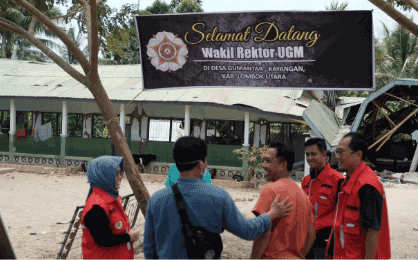 Selamat Datang
Wakil Rektor UGM
DI DESA GUMANTAR, KAYANGAN,
KAB. LOMBOK UTARA